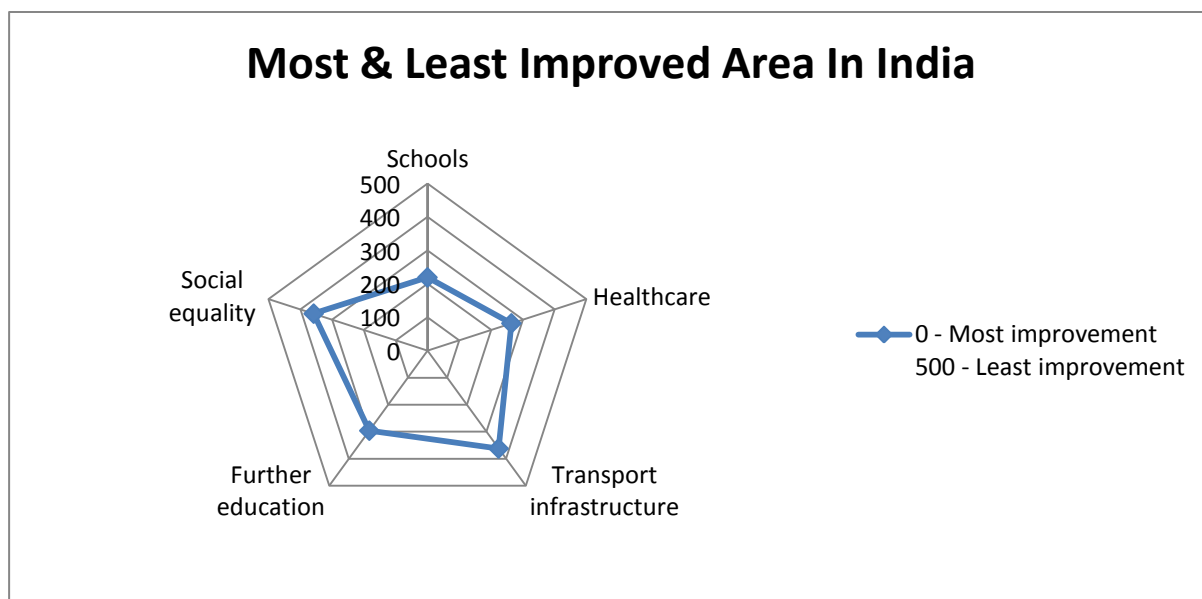 Most & Least Improved Area In India
Schools
500
400
300
200
100
0
Healthcare
Transport
infrastructure
Further
education
Social
equality
0 - Most improvement
500 - Least improvement